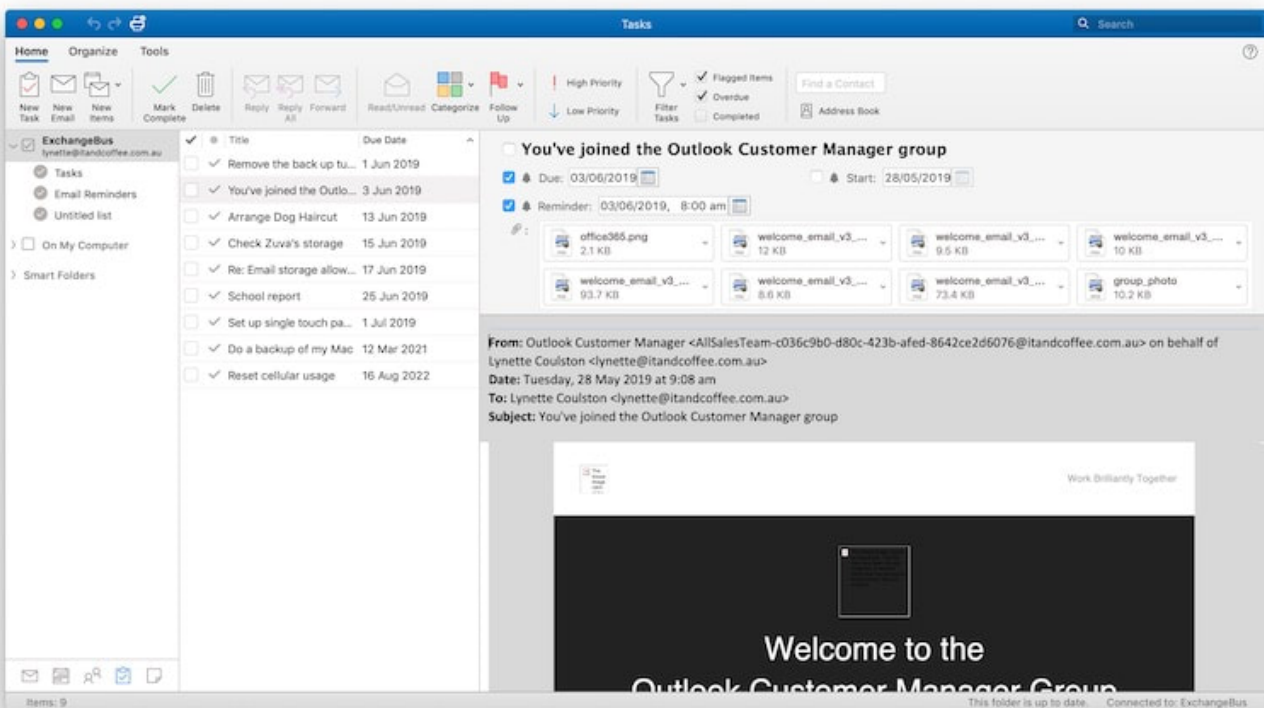 Tasks
Search
Home Organize Tools
New Task
New Email
New Items
Mark Complete
Delete
Reply
Reply All
Forward
Read/Unread
Categorize
Follow Up
High Priority
Low Priority
Filter Tasks
Flagged Items
Overdue
Completed
Find a Contact
Address Book
ExchangeBus
lynette@itandcoffee.com.au
Tasks
Email Reminders
Untitled list
On My Computer
Smart Folders
Title Due Date
Remove the back up tu... 1 Jun 2019
You've joined the Outlo... 3 Jun 2019
Arrange Dog Haircut 13 Jun 2019
Check Zuva's storage 15 Jun 2019
Re: Email storage allow... 17 Jun 2019
School report 25 Jun 2019
Set up single touch pa... 1 Jul 2019
Do a backup of my Mac 12 Mar 2021
Reset cellular usage 16 Aug 2022
You've joined the Outlook Customer Manager group
Due: 03/06/2019 Start: 28/05/2019
Reminder: 03/06/2019, 8:00 am
office365.png welcome_email_v3_... welcome_email_v3_... welcome_email_v3_...
2.1 KB 12 KB 9.5 KB 10 KB
welcome_email_v3_... welcome_email_v3_... welcome_email_v3_... group_photo
93.7 KB 8.6 KB 73.4 KB 10.2 KB
From: Outlook Customer Manager <AllSalesTeam-c036c9b0-d80c-423b-afed-8642ce2d6076@itandcoffee.com.au> on behalf of
Lynette Coulston <lynette@itandcoffee.com.au>
Date: Tuesday, 28 May 2019 at 9:08 am
To: Lynette Coulston <lynette@itandcoffee.com.au>
Subject: You've joined the Outlook Customer Manager group
Work Brilliantly Together
Welcome to the
Outlook Customer Manager Group
Items: 9
This folder is up to date. Connected to: ExchangeBus